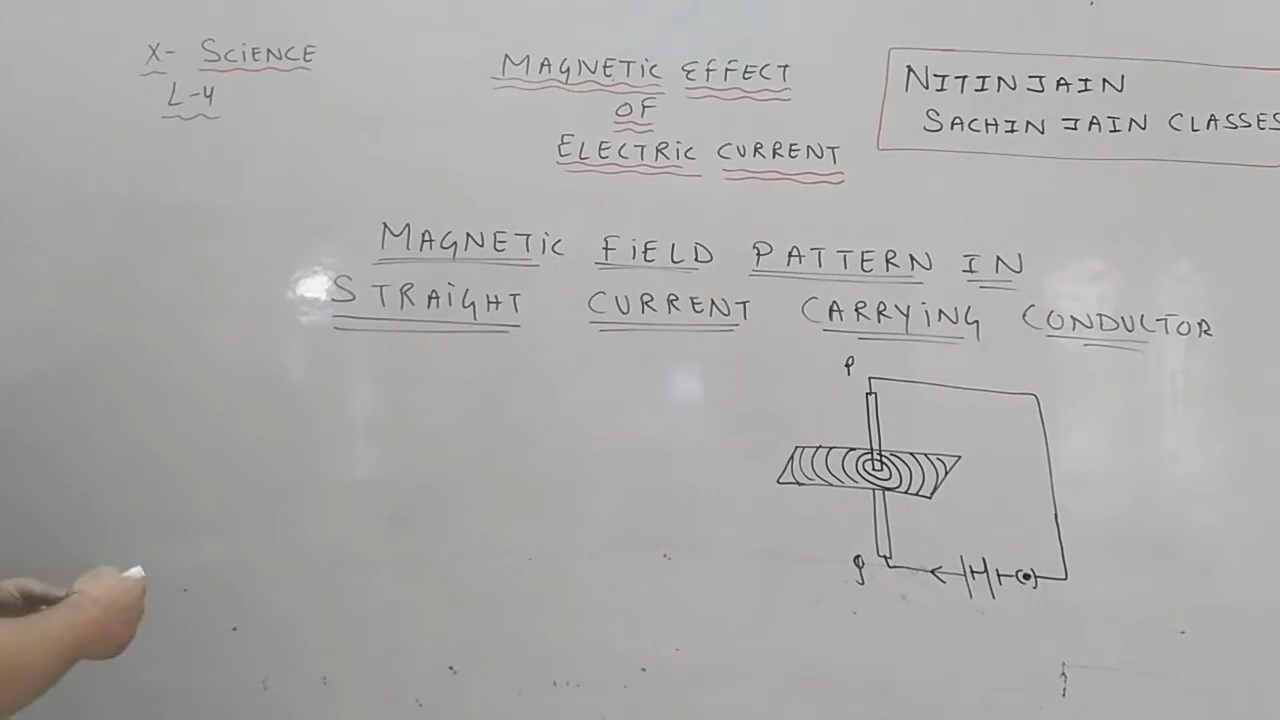 X- SCIENCE
L-4
MAGNETIC EFFECT
OF
ELECTRIC CURRENT
NITIN JAIN
SACHIN JAIN CLASSES
MAGNETIC FIELD PATTERN IN
STRAIGHT CURRENT CARRYING CONDUCTOR
P